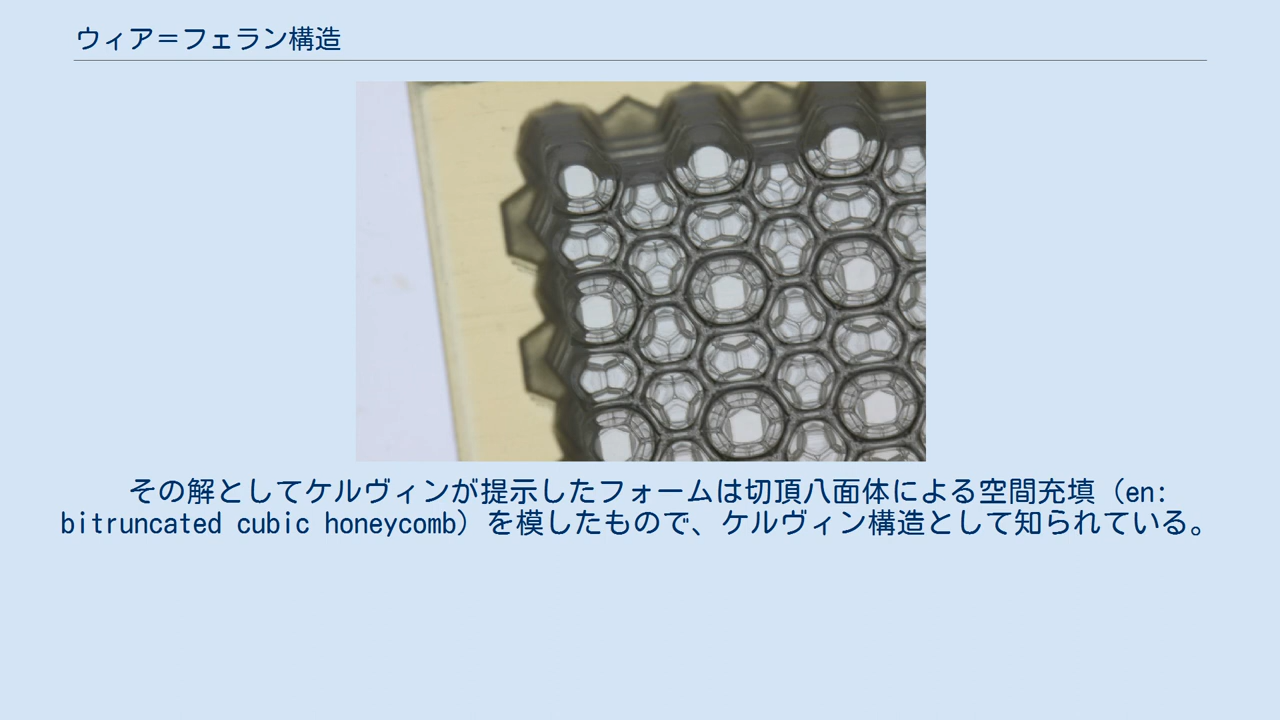 ウィア＝フェラン構造
その解としてケルヴィンが提示したフォームは切頂八面体による空間充填（en:
bitruncated cubic honeycomb）を模したもので、ケルヴィン構造として知られている。